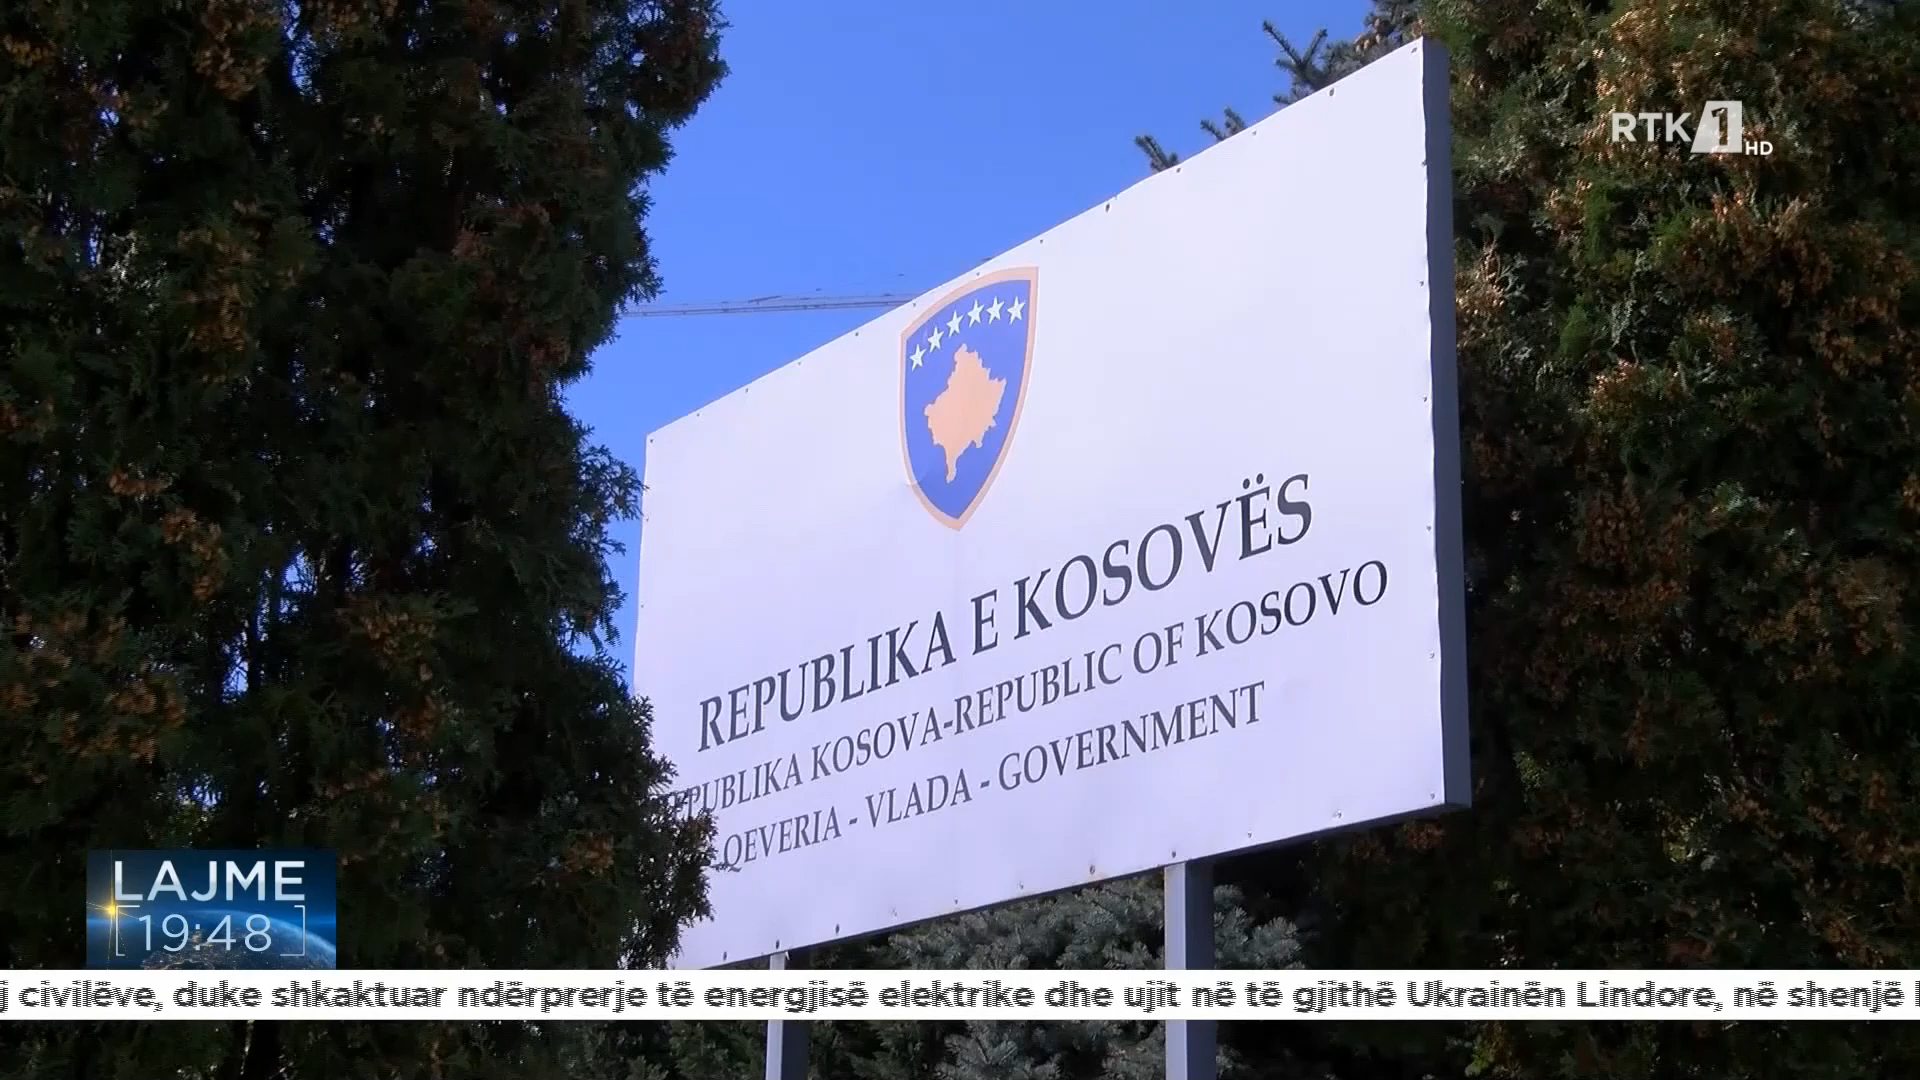 RTK 1 HD
REPUBLIKA E KOSOVËS
REPUBLIKA KOSOVA-REPUBLIC OF KOSOVO
QEVERIA - VLADA - GOVERNMENT
LAJME
19:48
civilëve, duke shkaktuar ndërprerje të energjisë elektrike dhe ujit në të gjithë Ukrainën Lindore, në shenjë